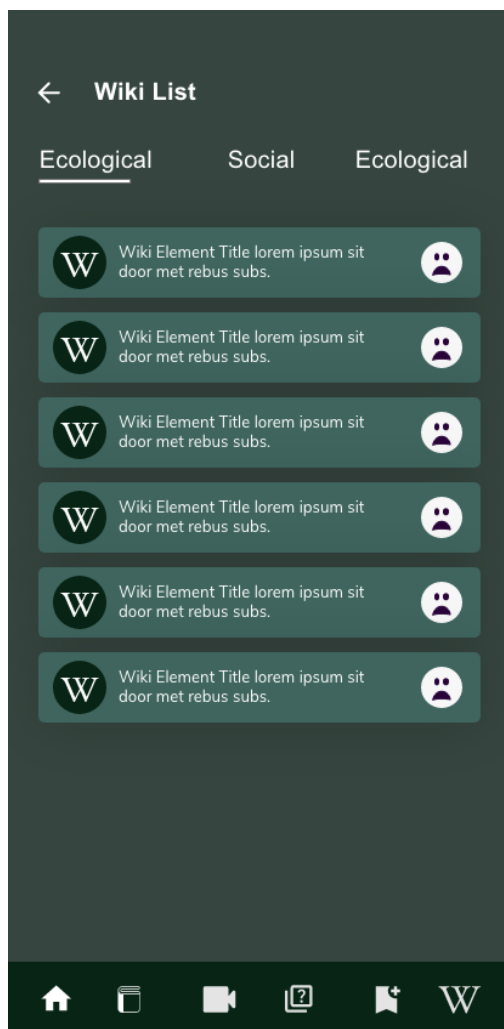 Wiki List
Ecological Social Ecological
W
Wiki Element Title lorem ipsum sit
door met rebus subs.
W
Wiki Element Title lorem ipsum sit
door met rebus subs.
W
Wiki Element Title lorem ipsum sit
door met rebus subs.
W
Wiki Element Title lorem ipsum sit
door met rebus subs.
W
Wiki Element Title lorem ipsum sit
door met rebus subs.
W
Wiki Element Title lorem ipsum sit
door met rebus subs.
? W